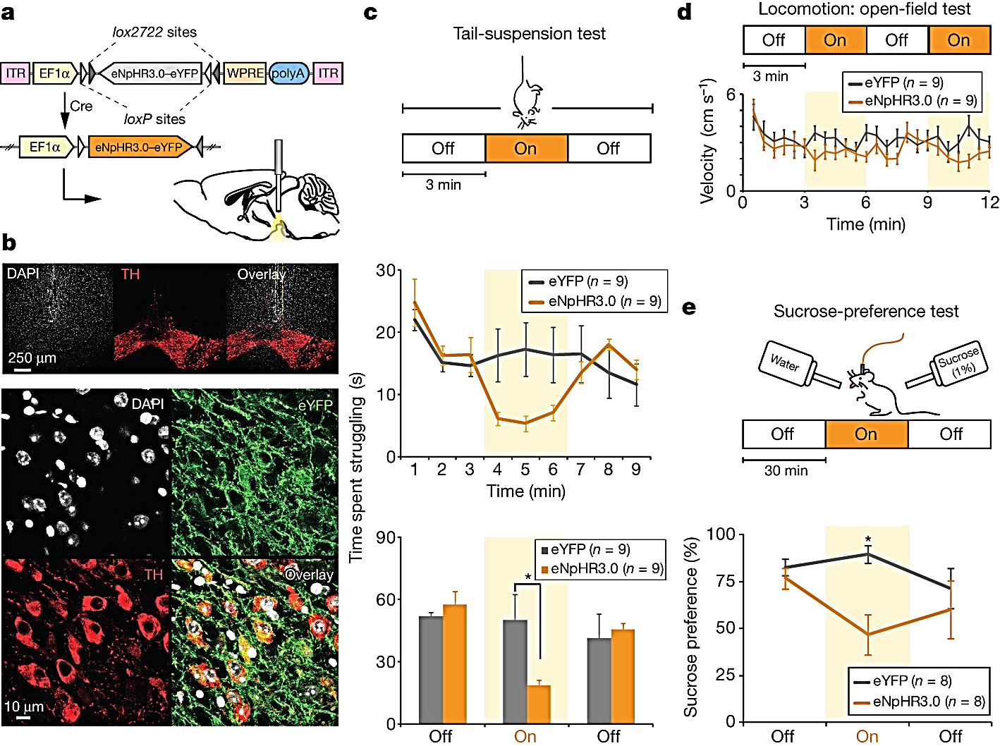 a
lox2722 sites
ITR
EF1α
eNpHR3.0–eYFP
WPRE
polyA
ITR
Cre
loxP sites
EF1α
eNpHR3.0–eYFP
b
DAPI
TH
Overlay
250 µm
DAPI
eYFP
TH
Overlay
10 µm
c
Tail-suspension test
Off
On
Off
3 min
Time spent struggling (s)
30
20
10
0
eYFP (n = 9)
eNpHR3.0 (n = 9)
1 2 3 4 5 6 7 8 9
Time (min)
90
60
30
0
eYFP (n = 9)
eNpHR3.0 (n = 9)
*
Off
On
Off
d
Locomotion: open-field test
Off
On
Off
On
3 min
eYFP (n = 9)
eNpHR3.0 (n = 9)
Velocity (cm s⁻¹)
6
0
0 3 6 9 12
Time (min)
e
Sucrose-preference test
Water
Sucrose
(1%)
Off
On
Off
30 min
Sucrose preference (%)
100
75
50
25
0
*
eYFP (n = 8)
eNpHR3.0 (n = 8)
Off
On
Off